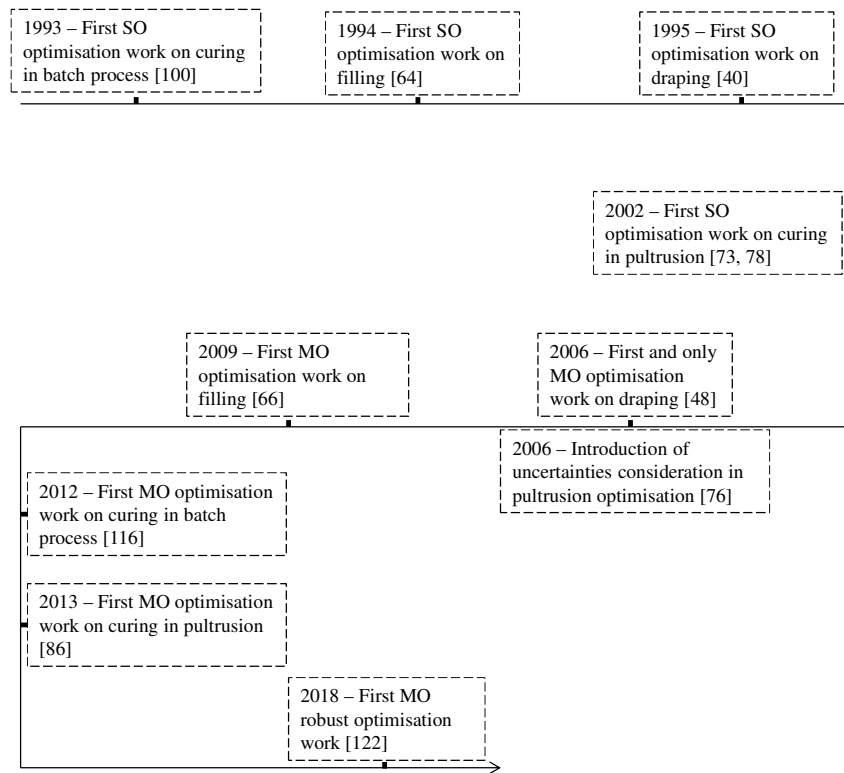 1993 – First SO
optimisation work on curing
in batch process [100]
1994 – First SO
optimisation work on
filling [64]
1995 – First SO
optimisation work on
draping [40]
2002 – First SO
optimisation work on curing
in pultrusion [73, 78]
2009 – First MO
optimisation work on
filling [66]
2006 – First and only
MO optimisation
work on draping [48]
2006 – Introduction of
uncertainties consideration in
pultrusion optimisation [76]
2012 – First MO optimisation
work on curing in batch
process [116]
2013 – First MO optimisation
work on curing in pultrusion
[86]
2018 – First MO
robust optimisation
work [122]